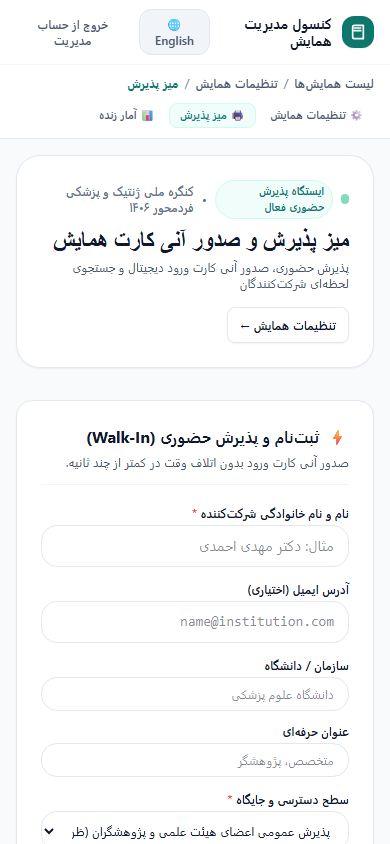 کنسول مدیریت
همایش
🌐
English
خروج از حساب
مدیریت
لیست همایش‌ها / تنظیمات همایش / میز پذیرش
⚙️ تنظیمات همایش
🖨️ میز پذیرش
📊 آمار زنده
ایستگاه پذیرش
حضوری فعال
• کنگره ملی ژنتیک و پزشکی
فردمحور ۱۴۰۶
میز پذیرش و صدور آنی کارت همایش
پذیرش حضوری، صدور آنی کارت ورود دیجیتال و جستجوی
لحظه‌ای شرکت‌کنندگان
تنظیمات همایش ←
⚡ ثبت‌نام و پذیرش حضوری (Walk-In)
صدور آنی کارت ورود بدون اتلاف وقت در کمتر از چند ثانیه.
نام و نام خانوادگی شرکت‌کننده *
مثال: دکتر مهدی احمدی
آدرس ایمیل (اختیاری)
name@institution.com
سازمان / دانشگاه
دانشگاه علوم پزشکی
عنوان حرفه‌ای
متخصص، پژوهشگر
سطح دسترسی و جایگاه *
پذیرش عمومی اعضای هیئت علمی و پژوهشگران (ظر